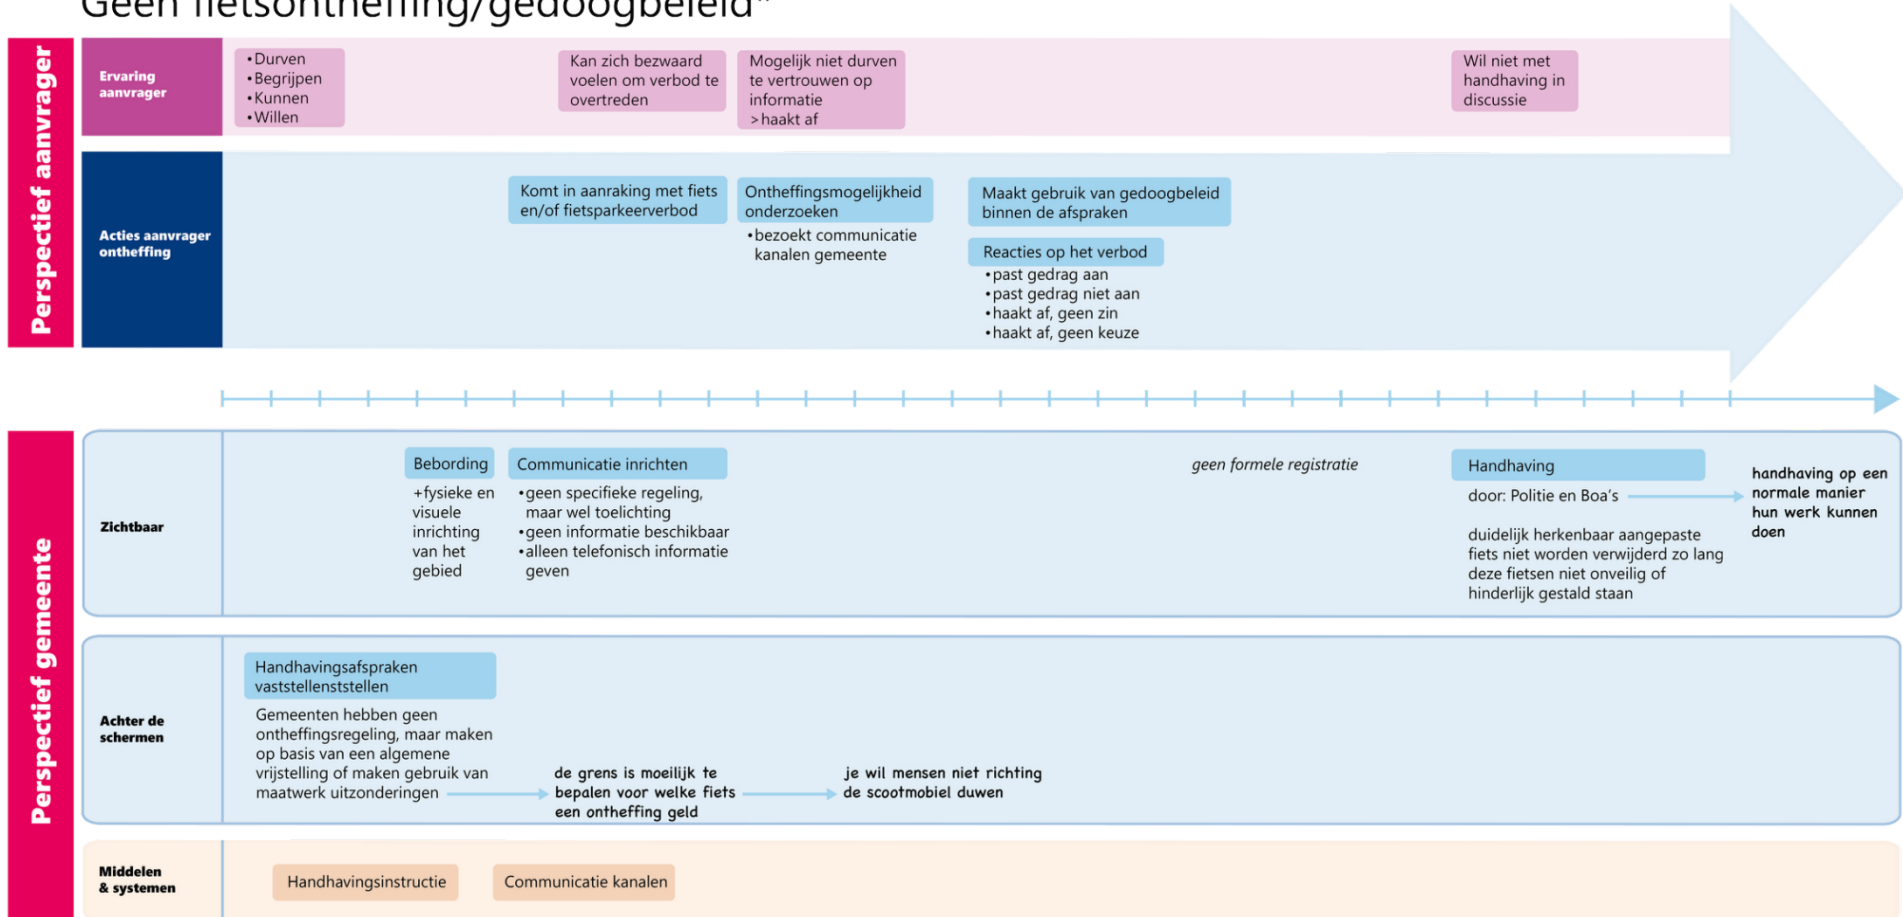 Geen fietsontheffing/gedoogbeleid*
Perspectief aanvrager
Ervaring
aanvrager
•Durven
•Begrijpen
•Kunnen
•Willen
Kan zich bezwaard
voelen om verbod te
overtreden
Mogelijk niet durven
te vertrouwen op
informatie
>haakt af
Wil niet met
handhaving in
discussie
Acties aanvrager
ontheffing
Komt in aanraking met fiets
en/of fietsparkeerverbod
Ontheffingsmogelijkheid
onderzoeken
•bezoekt communicatie
kanalen gemeente
Maakt gebruik van gedoogbeleid
binnen de afspraken
Reacties op het verbod
•past gedrag aan
•past gedrag niet aan
•haakt af, geen zin
•haakt af, geen keuze
Perspectief gemeente
Zichtbaar
Bebording
+fysieke en
visuele
inrichting
van het
gebied
Communicatie inrichten
•geen specifieke regeling,
maar wel toelichting
•geen informatie beschikbaar
•alleen telefonisch informatie
geven
geen formele registratie
Handhaving
door: Politie en Boa's
duidelijk herkenbaar aangepaste
fiets niet worden verwijderd zo lang
deze fietsen niet onveilig of
hinderlijk gestald staan
handhaving op een
normale manier
hun werk kunnen
doen
Achter de
schermen
Handhavingsafspraken
vaststellenststellen
Gemeenten hebben geen
ontheffingsregeling, maar maken
op basis van een algemene
vrijstelling of maken gebruik van
maatwerk uitzonderingen
de grens is moeilijk te
bepalen voor welke fiets
een ontheffing geld
je wil mensen niet richting
de scootmobiel duwen
Middelen
& systemen
Handhavingsinstructie
Communicatie kanalen